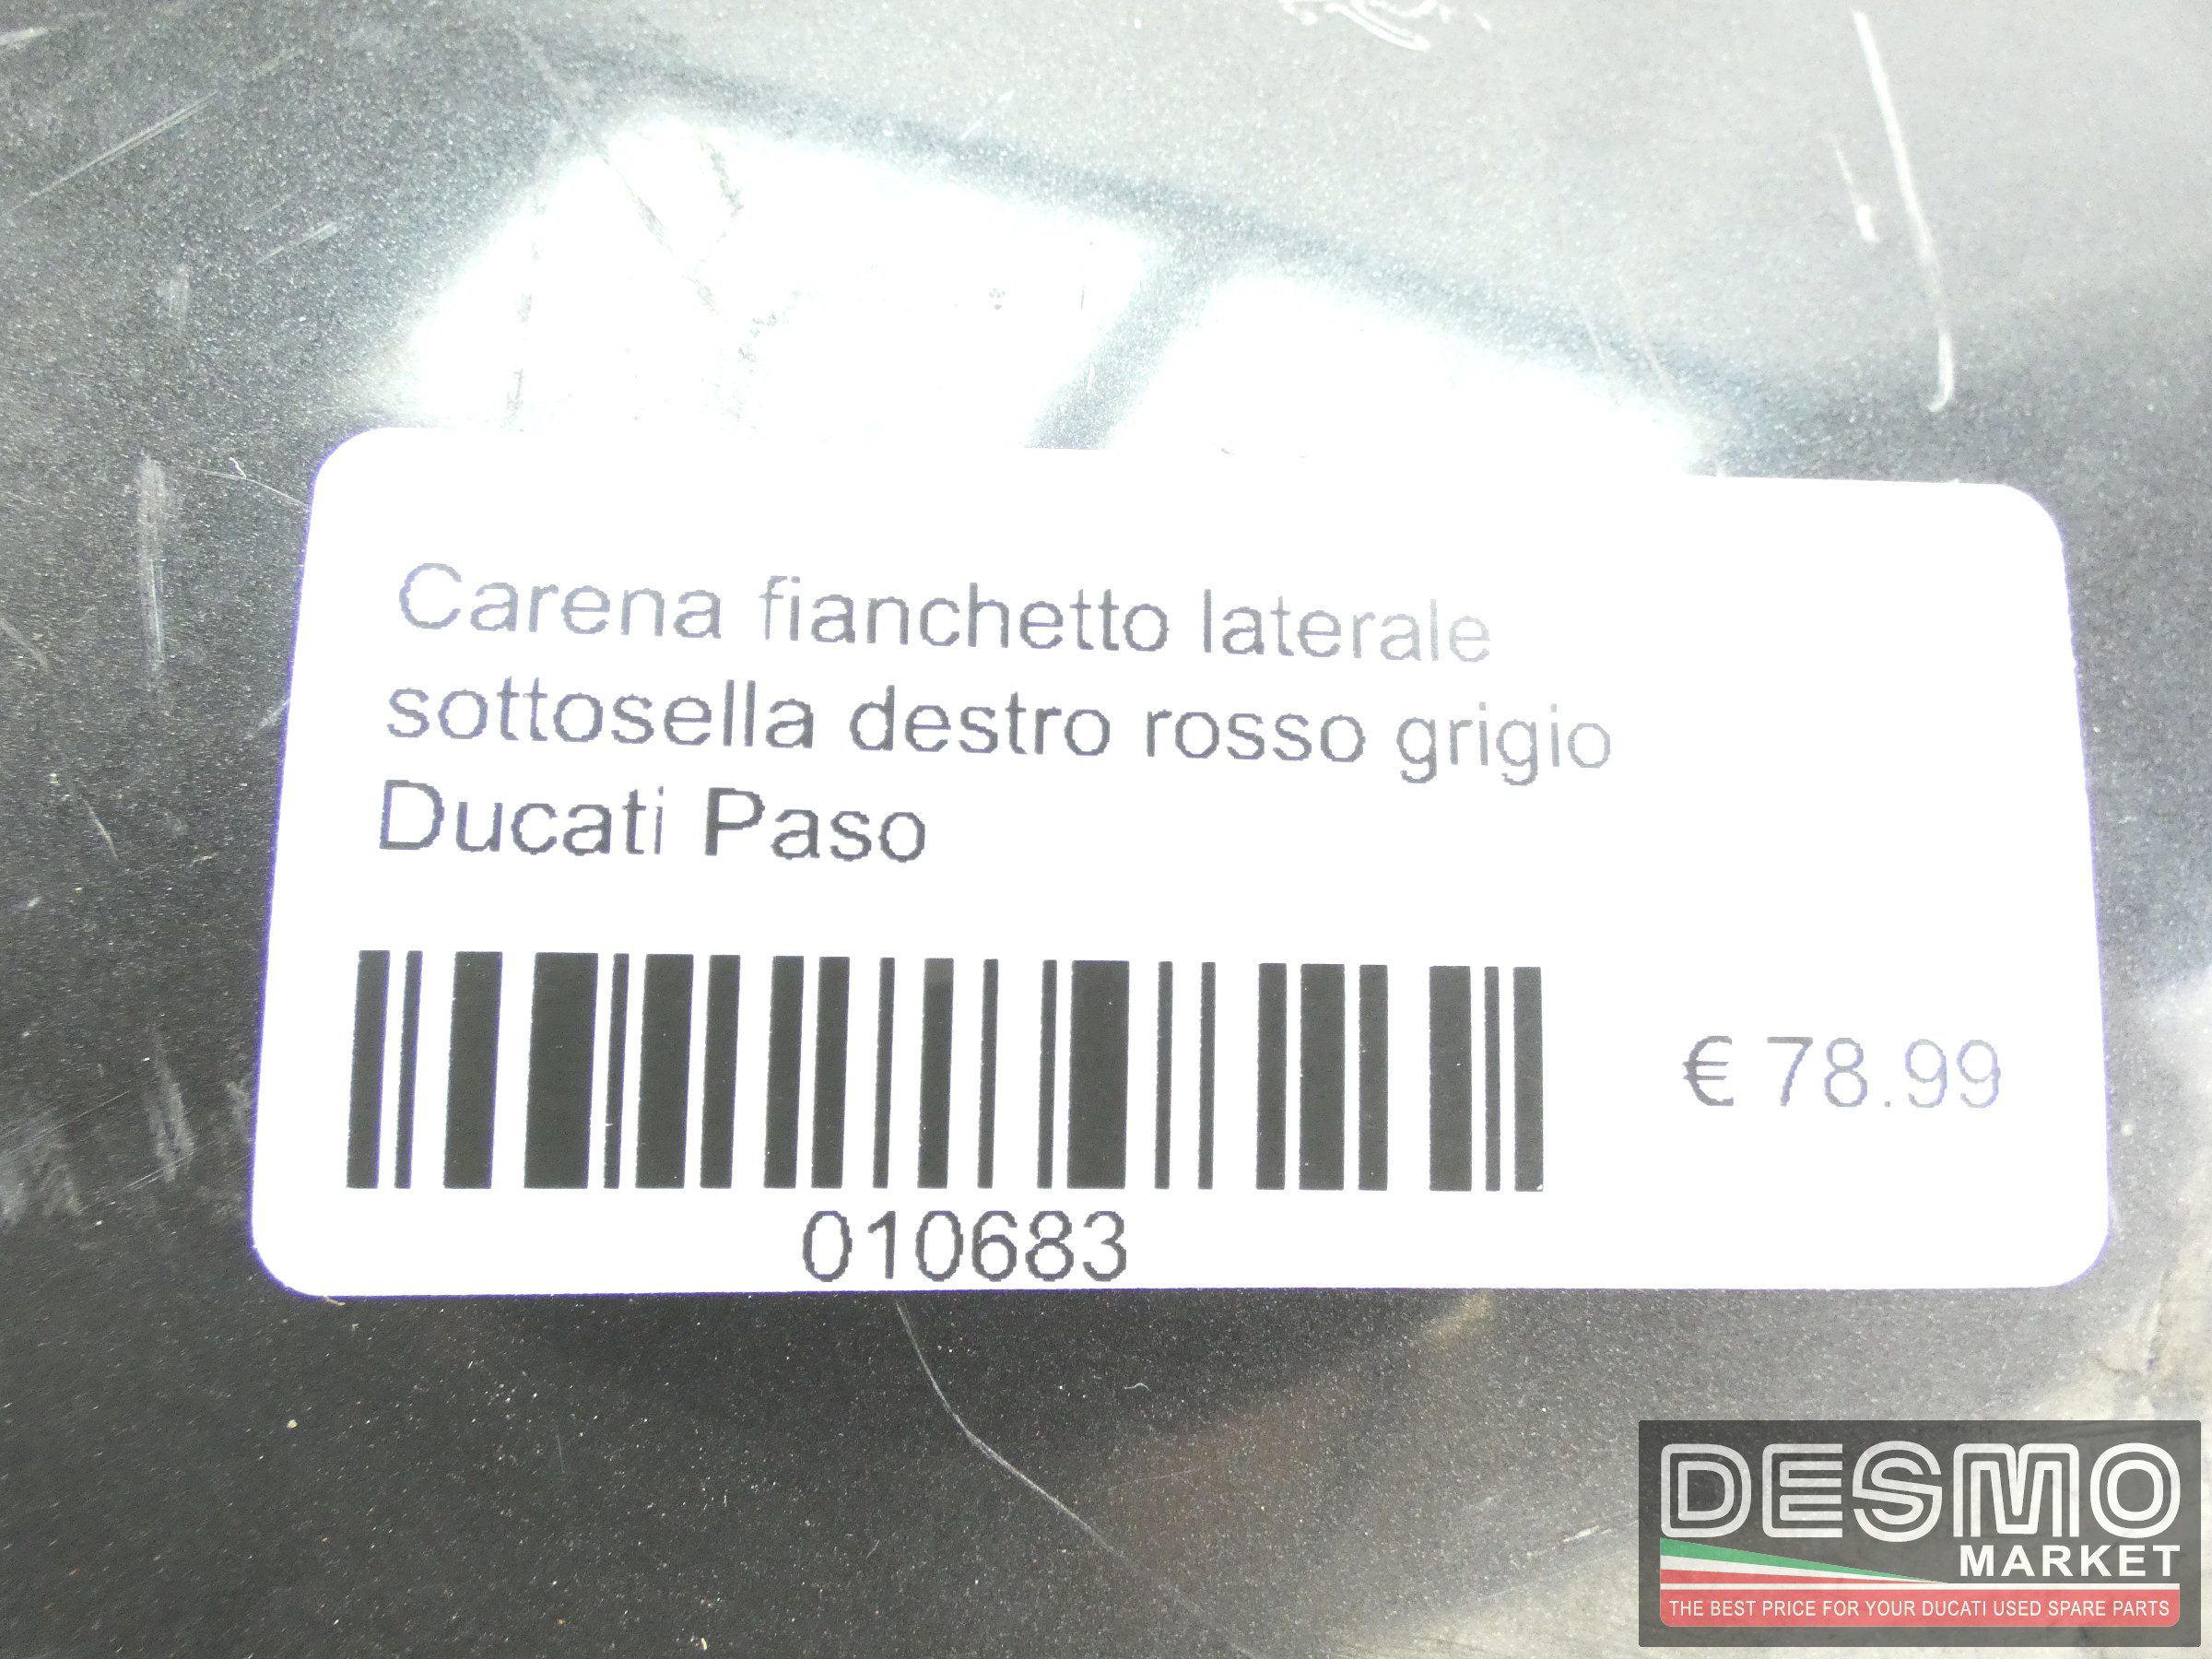 Carena fianchetto laterale
sottosella destro rosso grigio
Ducati Paso
€ 78.99
010683
DESMO
MARKET
THE BEST PRICE FOR YOUR DUCATI USED SPARE PARTS